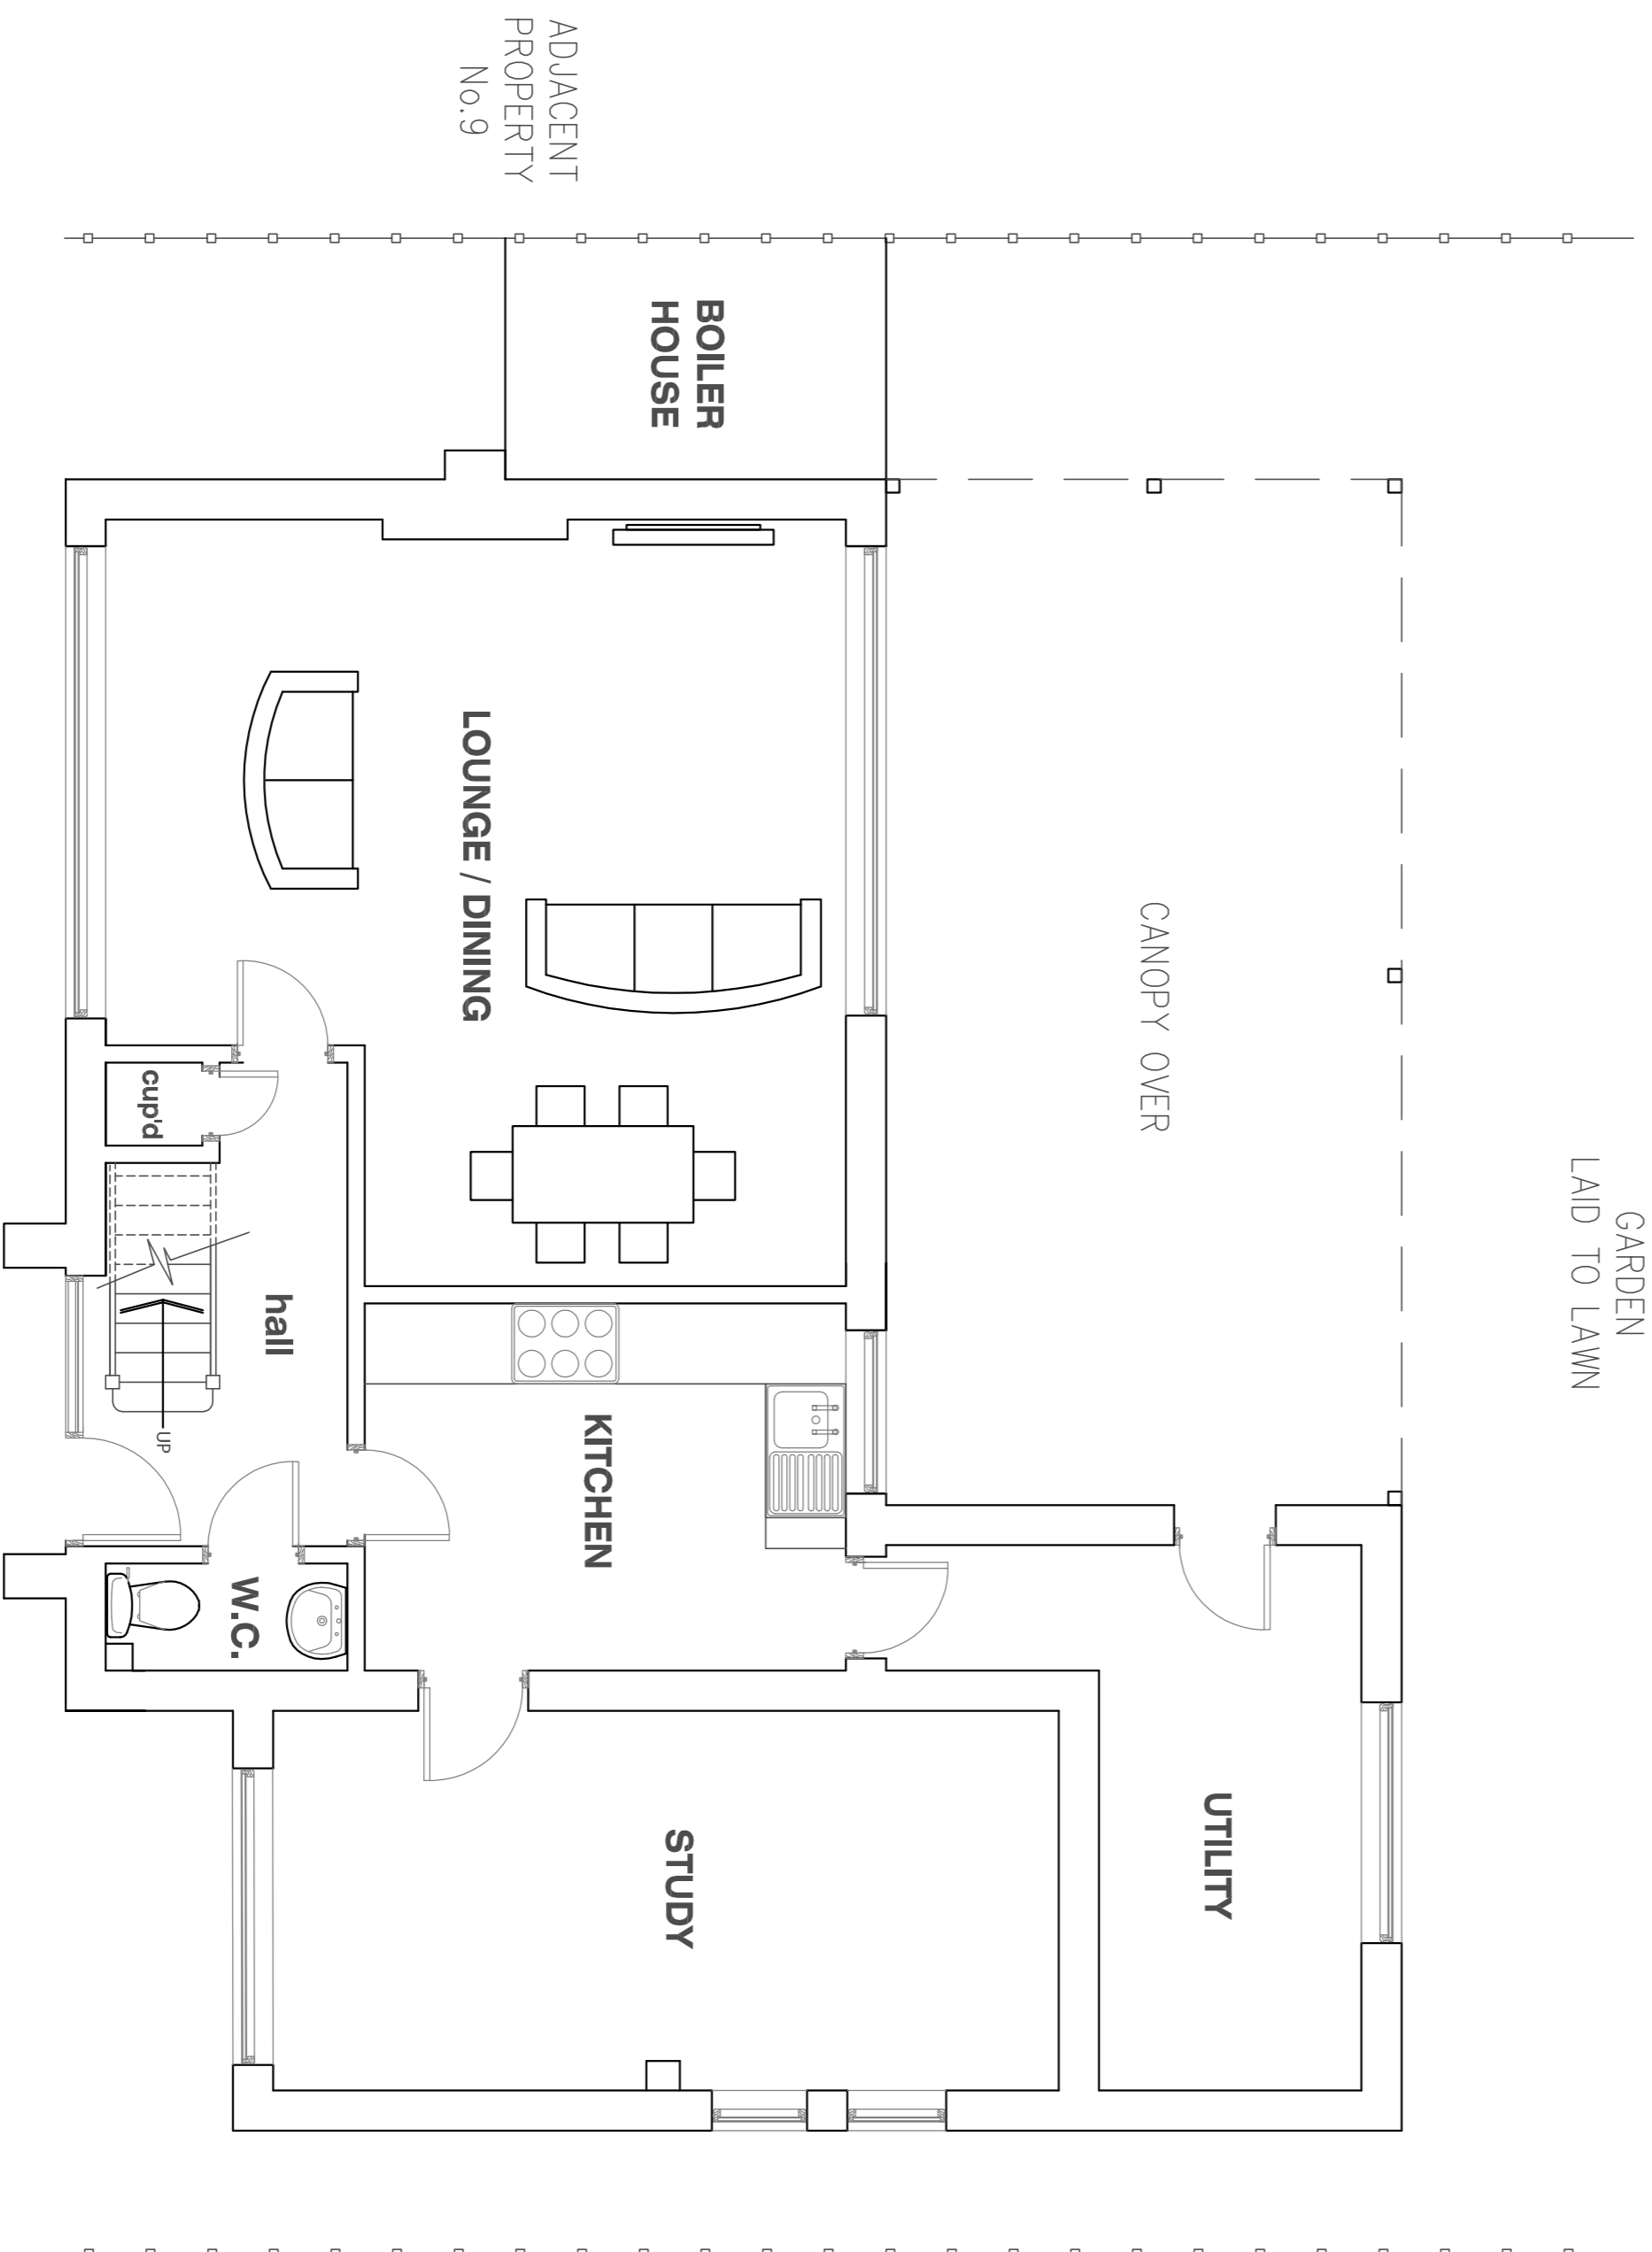 GARDEN
LAID TO LAWN
ADJACENT
PROPERTY
No.9
BOILER
HOUSE
CANOPY OVER
LOUNGE / DINING
cup'd
hall
UP
KITCHEN
W.C.
UTILITY
STUDY